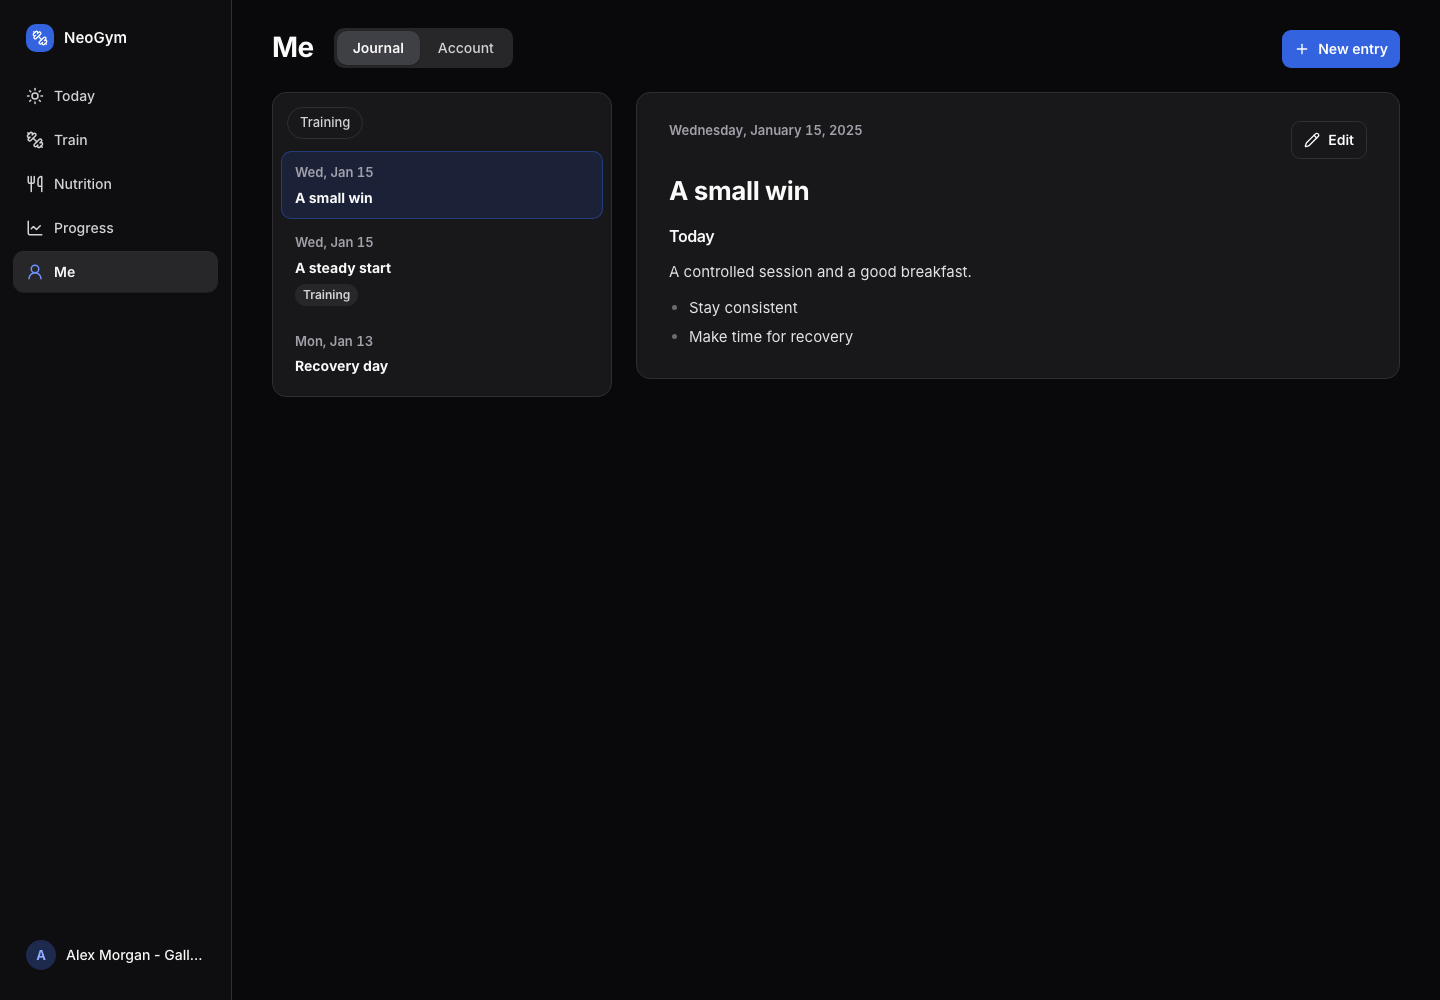 NeoGym
Today
Train
Nutrition
Progress
Me
Alex Morgan - Gall...
Me
Journal
Account
New entry
Training
Wed, Jan 15
A small win
Wed, Jan 15
A steady start
Training
Mon, Jan 13
Recovery day
Wednesday, January 15, 2025
Edit
A small win
Today
A controlled session and a good breakfast.
Stay consistent
Make time for recovery
A